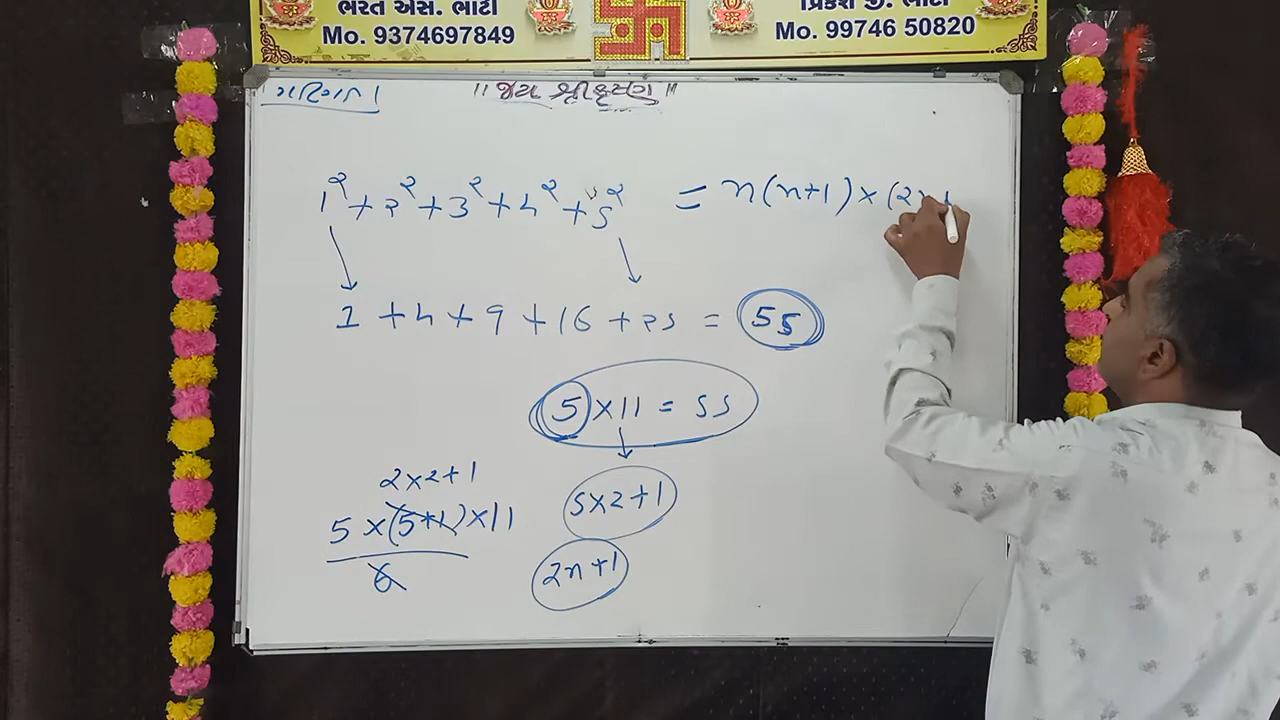 ભરત એસ. ભાટી
Mo. 9374697849
પ્રિકેશ જી. ભાટી
Mo. 99746 50820
ગણિત
॥ જય શ્રી કૃષ્ણ ॥
1² + 2² + 3² + 4² + 5² = n(n+1) × (2n+
1 + 4 + 9 + 16 + 25 = 55
5 × 11 = 55
2×2+1
5 × (5+1) × 11
6
5×2+1
2n+1